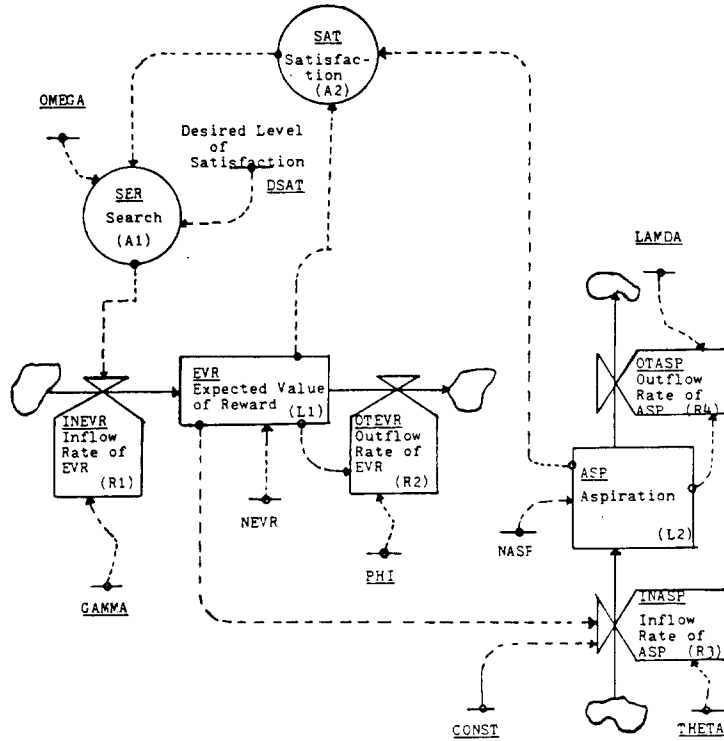 SAT
Satisfac-
tion
(A2)
OMEGA
Desired Level
of
Satisfaction
DSAT
SER
Search
(A1)
LAMDA
EVR
Expected Value
of Reward (L1)
INEVR
Inflow
Rate of
EVR
(R1)
OTEVR
Outflow
Rate of
EVR
(R2)
OTASP
Outflow
Rate of
ASP (R4)
ASP
Aspiration
(L2)
NEVR
NASP
PHI
GAMMA
INASP
Inflow
Rate of
ASP (R3)
CONST
THETA